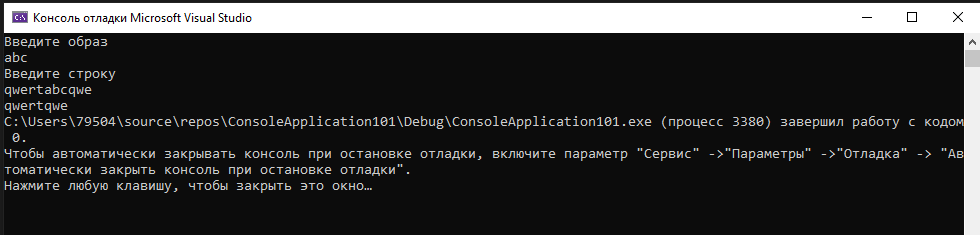 C:\ Консоль отладки Microsoft Visual Studio
Введите образ
abc
Введите строку
qwertabcqwe
qwertqwe
C:\Users\79504\source\repos\ConsoleApplication101\Debug\ConsoleApplication101.exe (процесс 3380) завершил работу с кодом
 0.
Чтобы автоматически закрывать консоль при остановке отладки, включите параметр "Сервис" ->"Параметры" ->"Отладка" -> "Ав
томатически закрыть консоль при остановке отладки".
Нажмите любую клавишу, чтобы закрыть это окно…